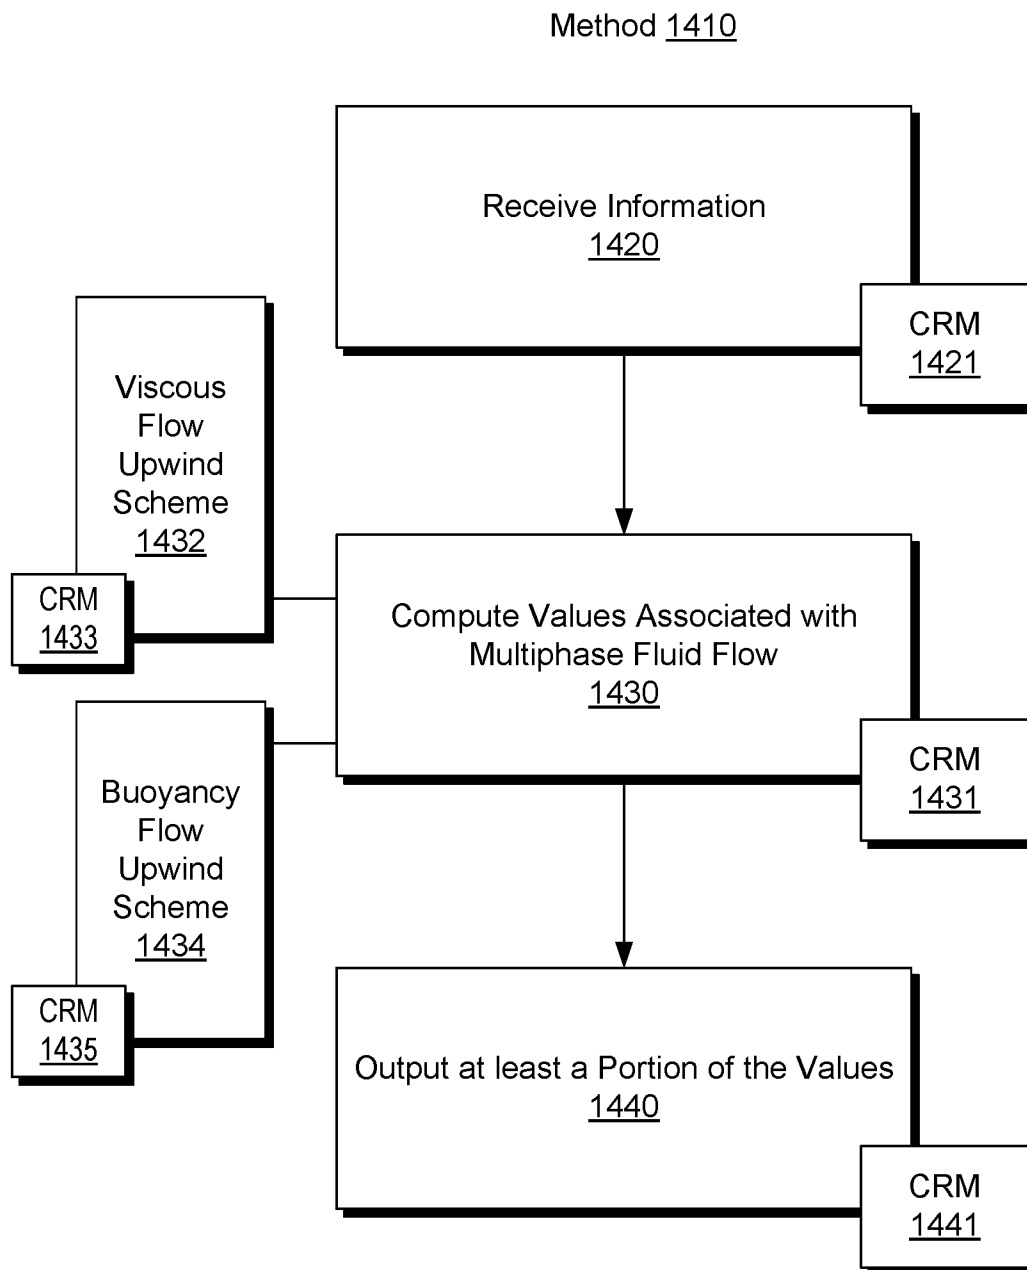 Method 1410
Receive Information
1420
CRM
1421
Viscous
Flow
Upwind
Scheme
1432
CRM
1433
Compute Values Associated with
Multiphase Fluid Flow
1430
CRM
1431
Buoyancy
Flow
Upwind
Scheme
1434
CRM
1435
Output at least a Portion of the Values
1440
CRM
1441